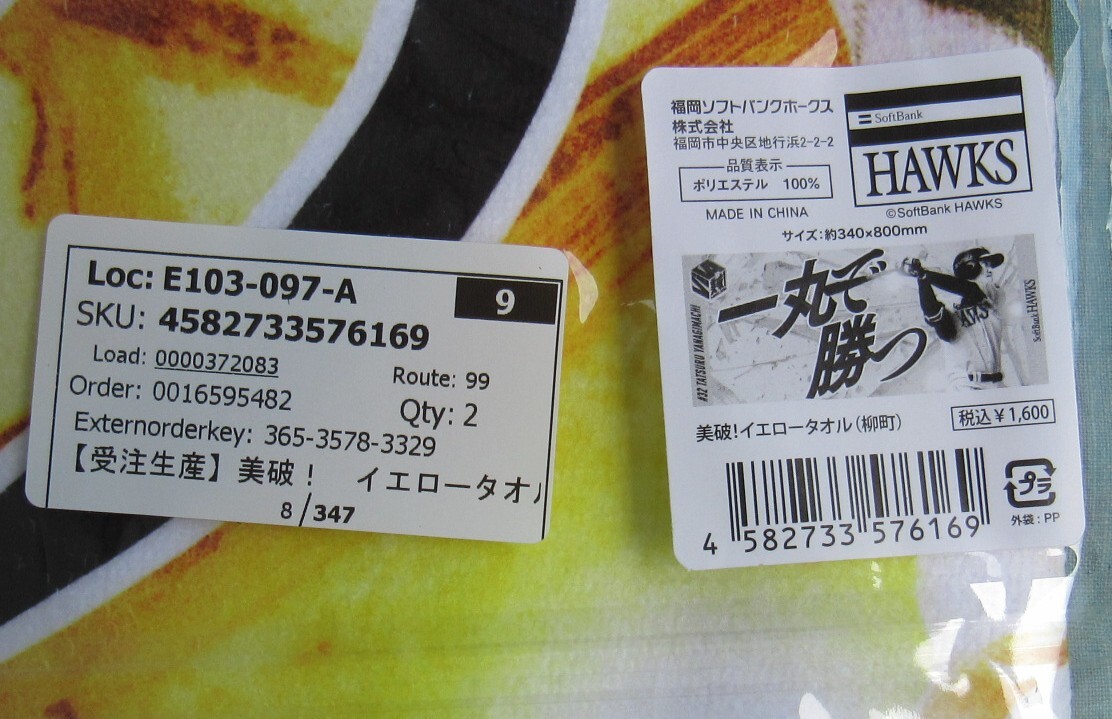 Loc: E103-097-A
9
SKU: 4582733576169
Load: 0000372083
Route: 99
Order: 0016595482
Qty: 2
Externorderkey: 365-3578-3329
【受注生産】美破！ イエロータオ
8/347
福岡ソフトバンクホークス
株式会社
福岡市中央区地行浜2-2-2
品質表示
ポリエステル 100%
MADE IN CHINA
SoftBank
HAWKS
©SoftBank HAWKS
サイズ:約340×800mm
一丸で
勝つ
#32 TATSURU YANAGIMACHI
SoftBank HAWKS
美破!イエロータオル(柳町)
税込¥1,600
4 582733 576169
プラ
外袋:PP